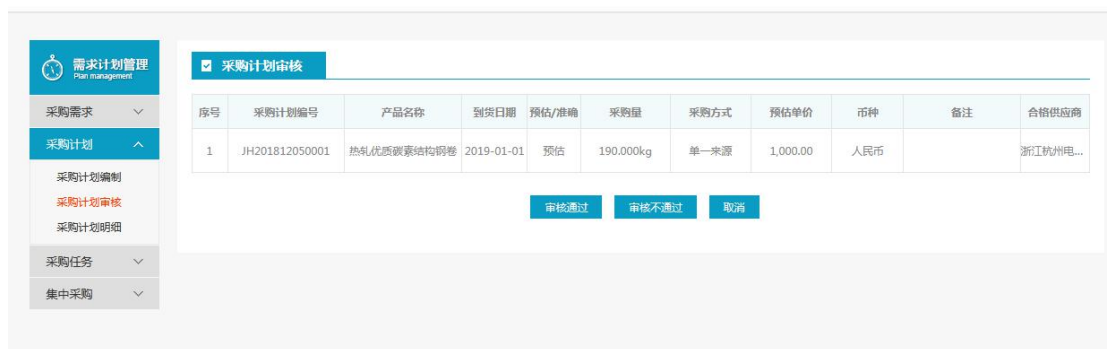 需求计划管理
Plan management
采购需求
采购计划
采购计划编制
采购计划审核
采购计划明细
采购任务
集中采购
采购计划审核
序号 采购计划编号 产品名称 到货日期 预估/准确 采购量 采购方式 预估单价 币种 备注 合格供应商
1 JH201812050001 热轧优质碳素结构钢卷 2019-01-01 预估 190.000kg 单一来源 1,000.00 人民币 浙江杭州电...
审核通过 审核不通过 取消